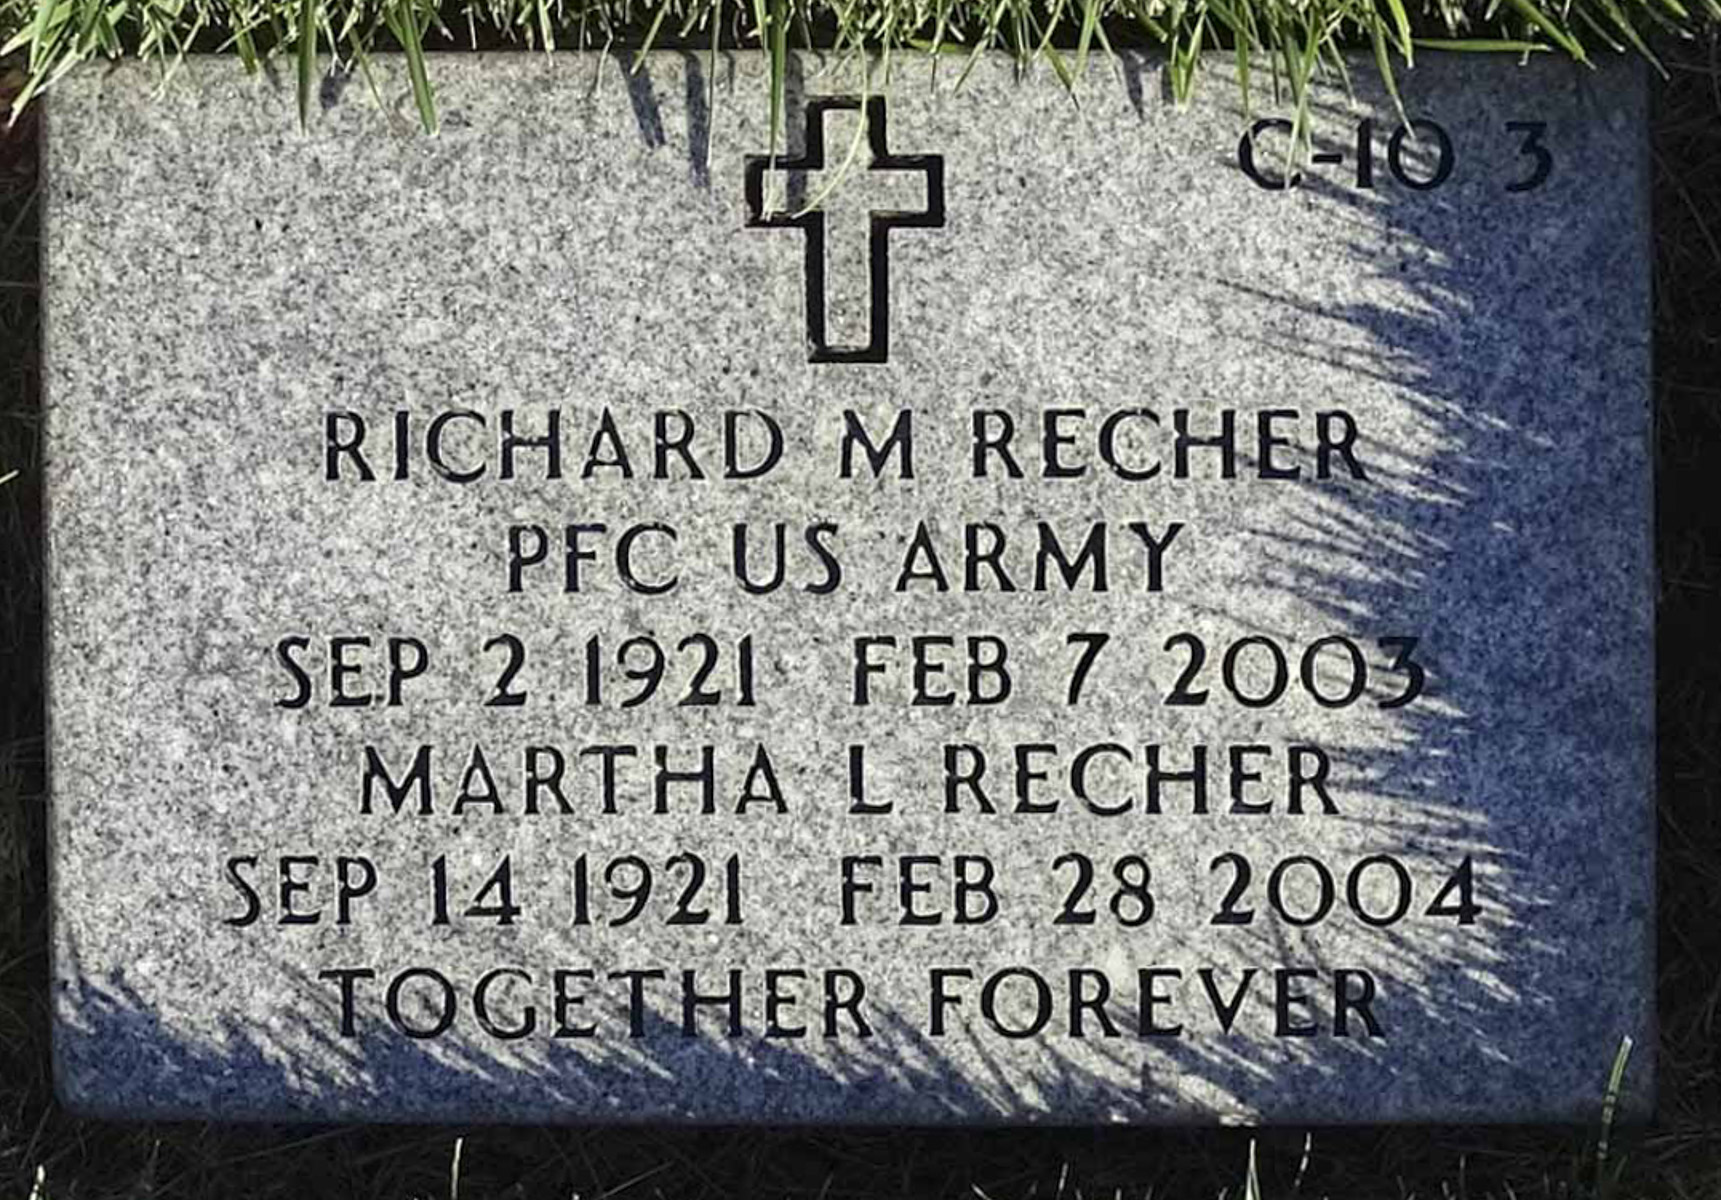 C-10 3
RICHARD M RECHER
PFC US ARMY
SEP 2 1921 FEB 7 2003
MARTHA L RECHER
SEP 14 1921 FEB 28 2004
TOGETHER FOREVER